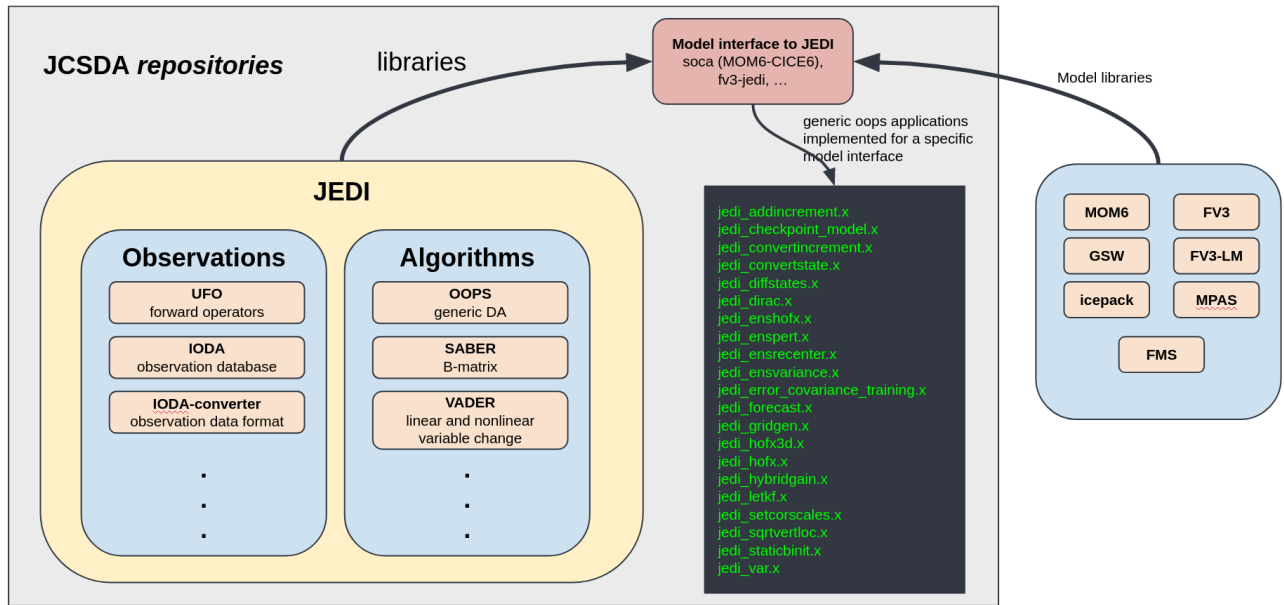 JCSDA repositories
libraries
Model interface to JEDI
soca (MOM6-CICE6),
fv3-jedi, ...
Model libraries
generic oops applications
implemented for a specific
model interface
JEDI
Observations
UFO
forward operators
IODA
observation database
IODA-converter
observation data format
.
.
.
Algorithms
OOPS
generic DA
SABER
B-matrix
VADER
linear and nonlinear
variable change
.
.
.
jedi_addincrement.x
jedi_checkpoint_model.x
jedi_convertincrement.x
jedi_convertstate.x
jedi_diffstates.x
jedi_dirac.x
jedi_enshofx.x
jedi_enspert.x
jedi_ensrecenter.x
jedi_ensvariance.x
jedi_error_covariance_training.x
jedi_forecast.x
jedi_gridgen.x
jedi_hofx3d.x
jedi_hofx.x
jedi_hybridgain.x
jedi_letkf.x
jedi_setcorscales.x
jedi_sqrtvertloc.x
jedi_staticbinit.x
jedi_var.x
MOM6
FV3
GSW
FV3-LM
icepack
MPAS
FMS